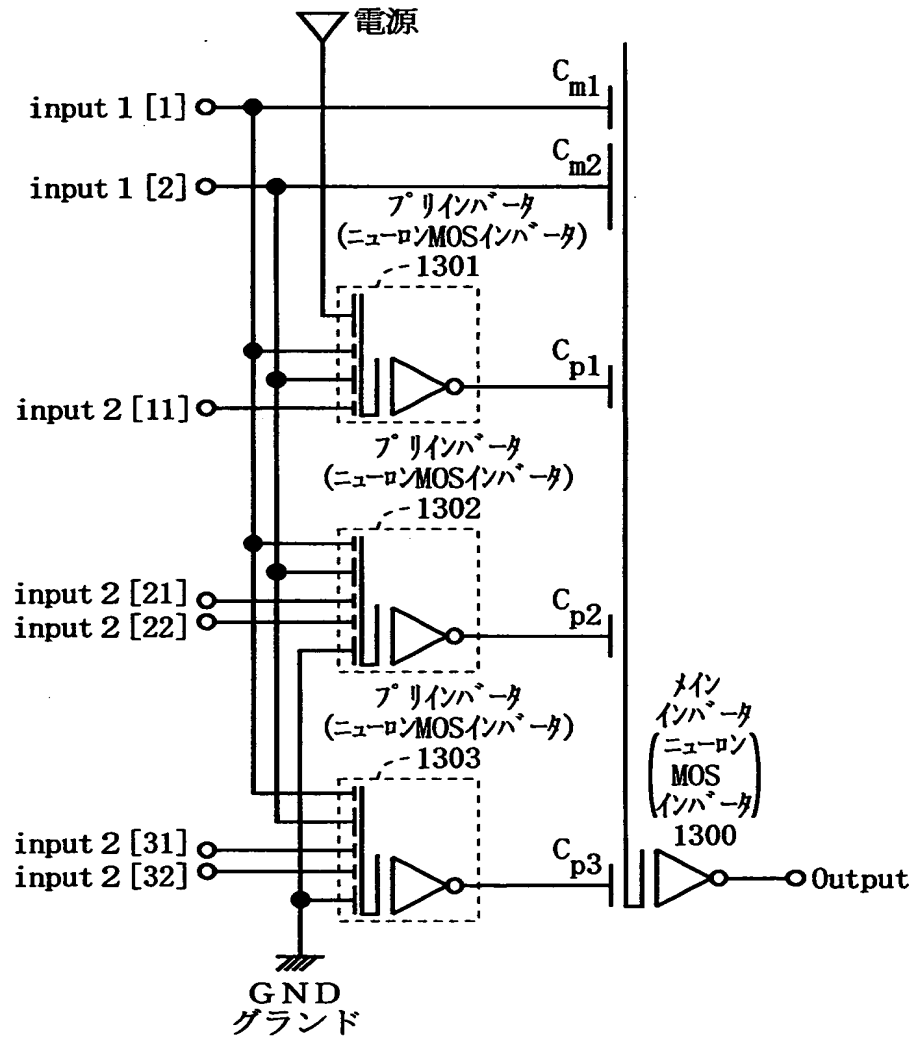 電源
input 1 [1]
C_m1
input 1 [2]
C_m2
プリインバータ
(ニューロンMOSインバータ)
1301
C_p1
input 2 [11]
プリインバータ
(ニューロンMOSインバータ)
1302
input 2 [21]
input 2 [22]
C_p2
プリインバータ
(ニューロンMOSインバータ)
1303
メイン
インバータ
(ニューロン
MOS
インバータ)
1300
input 2 [31]
input 2 [32]
C_p3
Output
GND
グランド